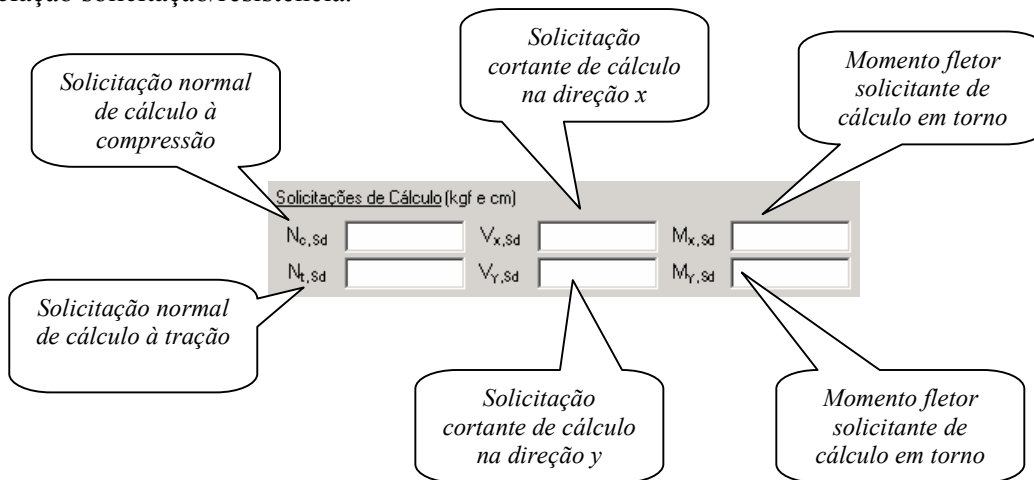 solicitação/resistência.
Solicitação
cortante de cálculo
na direção x
Momento fletor
solicitante de
cálculo em torno
Solicitação normal
de cálculo à
compressão
Solicitações de Cálculo (kgf e cm)
Nc,Sd
Vx,Sd
Mx,Sd
Nt,Sd
VY,Sd
MY,Sd
Solicitação normal
de cálculo à tração
Solicitação
cortante de cálculo
na direção y
Momento fletor
solicitante de
cálculo em torno